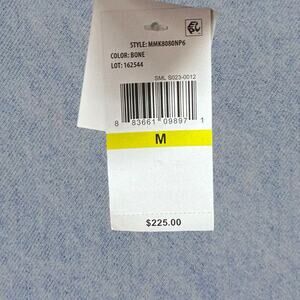 STYLE: MMK8080NP6
COLOR: BONE
LOT: 162544
SML S023-0012
8 83661 09897 1
M
$225.00